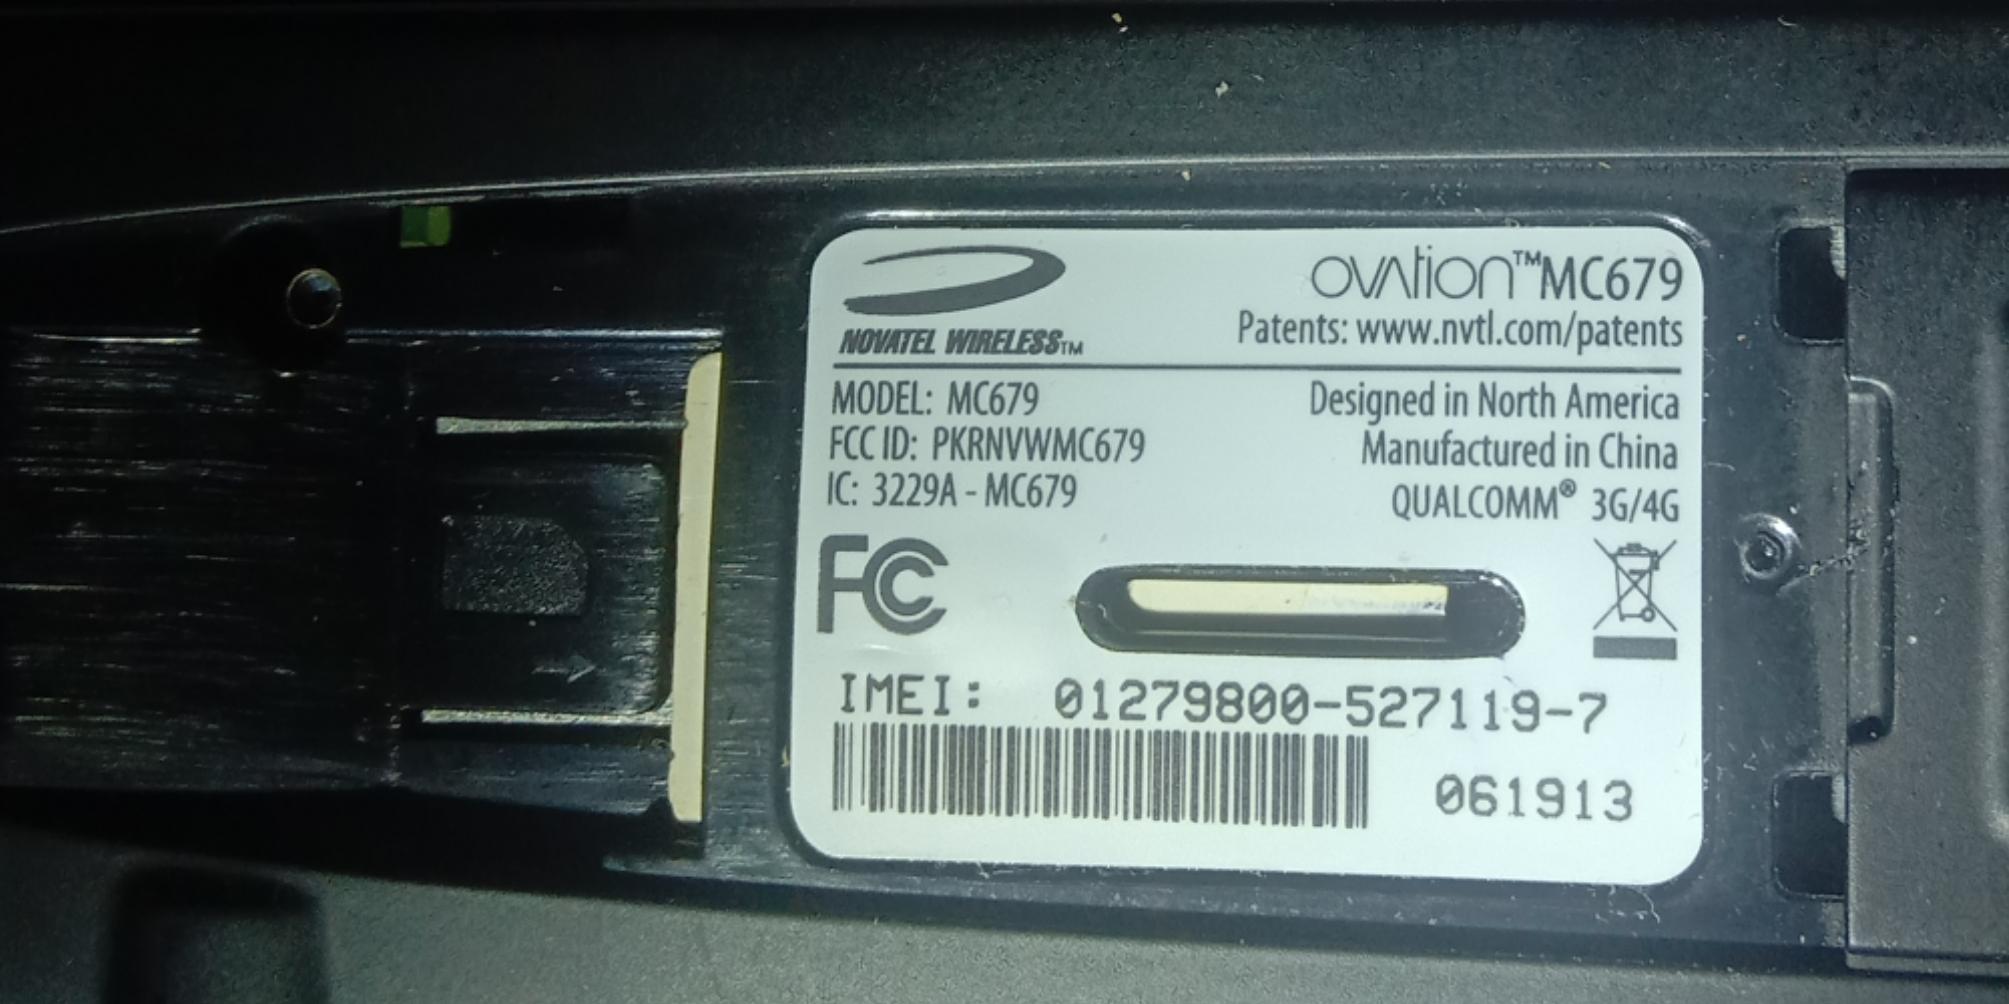 ovation™MC679
NOVATEL WIRELESS™
Patents: www.nvtl.com/patents
MODEL: MC679
FCC ID: PKRNVWMC679
IC: 3229A - MC679
Designed in North America
Manufactured in China
QUALCOMM® 3G/4G
FC
IMEI: 01279800-527119-7
061913